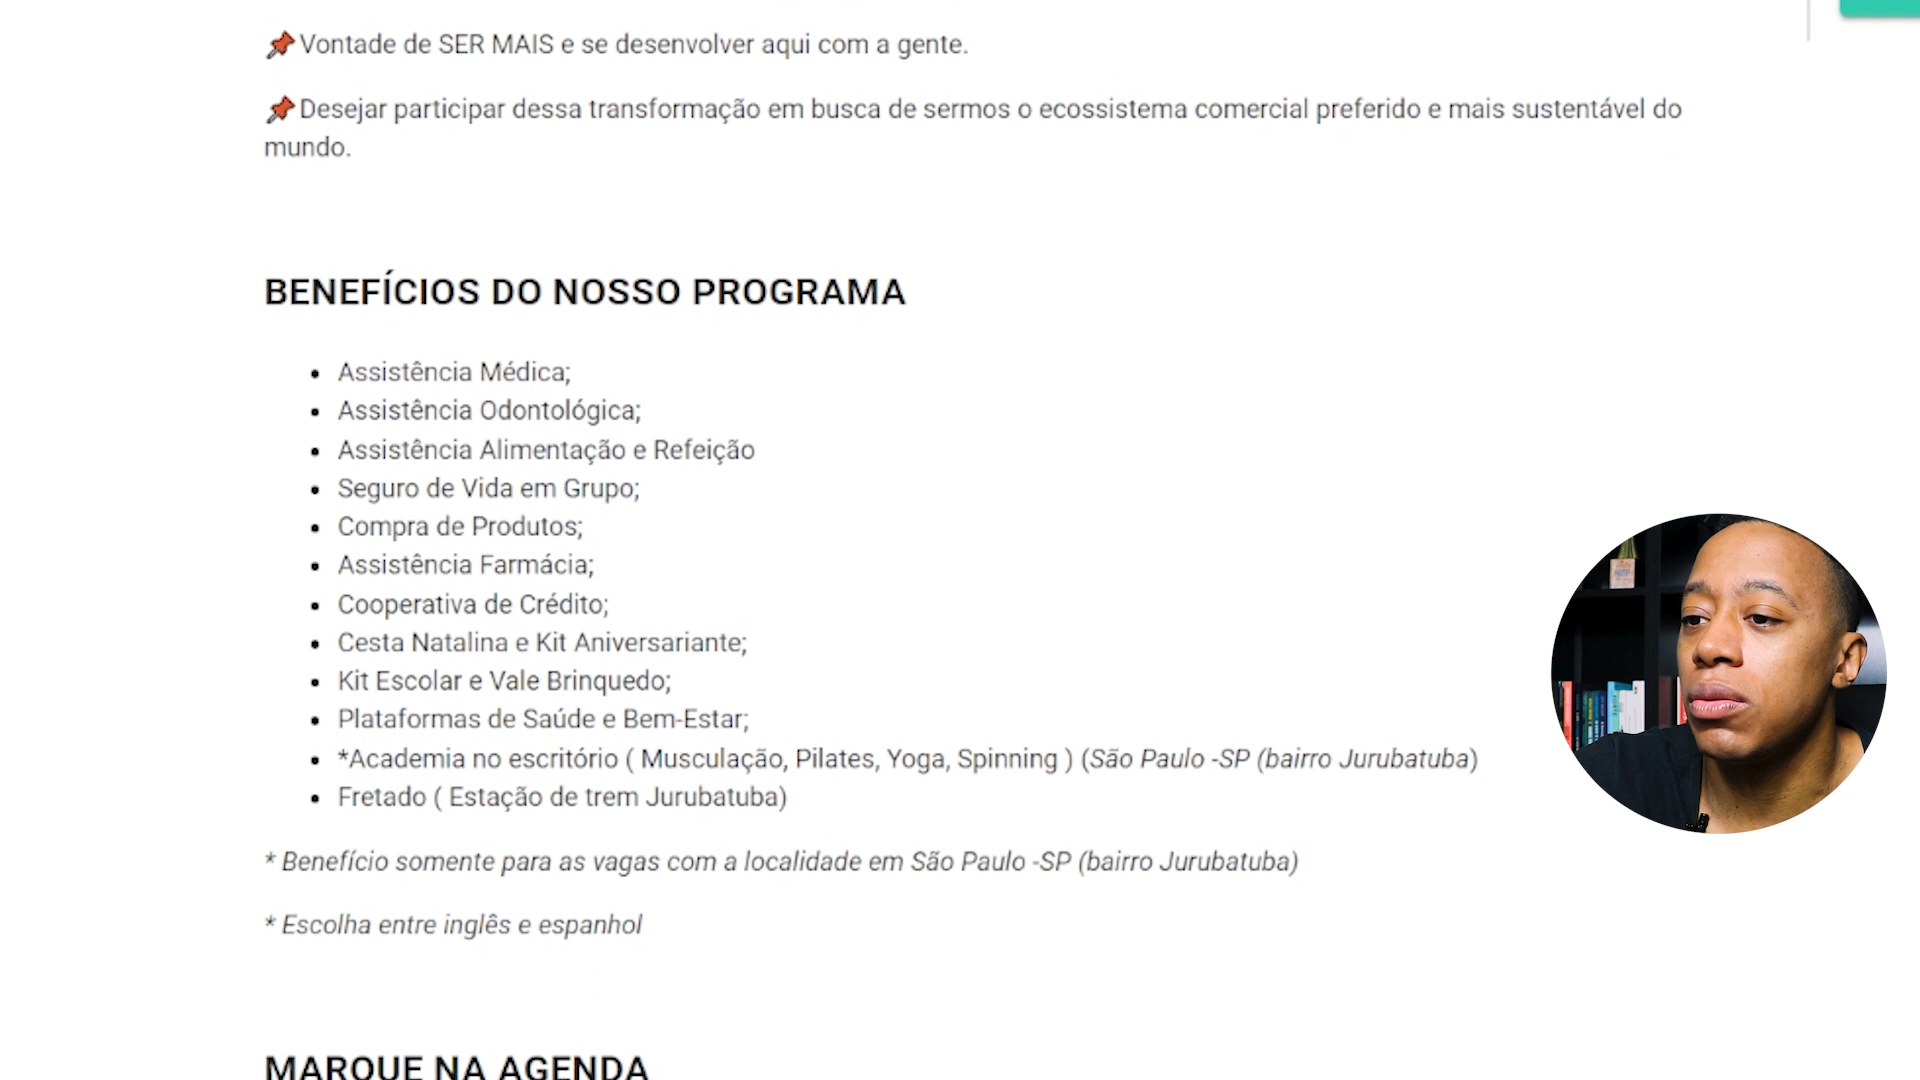 Vontade de SER MAIS e se desenvolver aqui com a gente.
Desejar participar dessa transformação em busca de sermos o ecossistema comercial preferido e mais sustentável do
mundo.
BENEFÍCIOS DO NOSSO PROGRAMA
• Assistência Médica;
• Assistência Odontológica;
• Assistência Alimentação e Refeição
• Seguro de Vida em Grupo;
• Compra de Produtos;
• Assistência Farmácia;
• Cooperativa de Crédito;
• Cesta Natalina e Kit Aniversariante;
• Kit Escolar e Vale Brinquedo;
• Plataformas de Saúde e Bem-Estar;
• *Academia no escritório ( Musculação, Pilates, Yoga, Spinning ) (São Paulo -SP (bairro Jurubatuba)
• Fretado ( Estação de trem Jurubatuba)
* Benefício somente para as vagas com a localidade em São Paulo -SP (bairro Jurubatuba)
* Escolha entre inglês e espanhol
MARQUE NA AGENDA